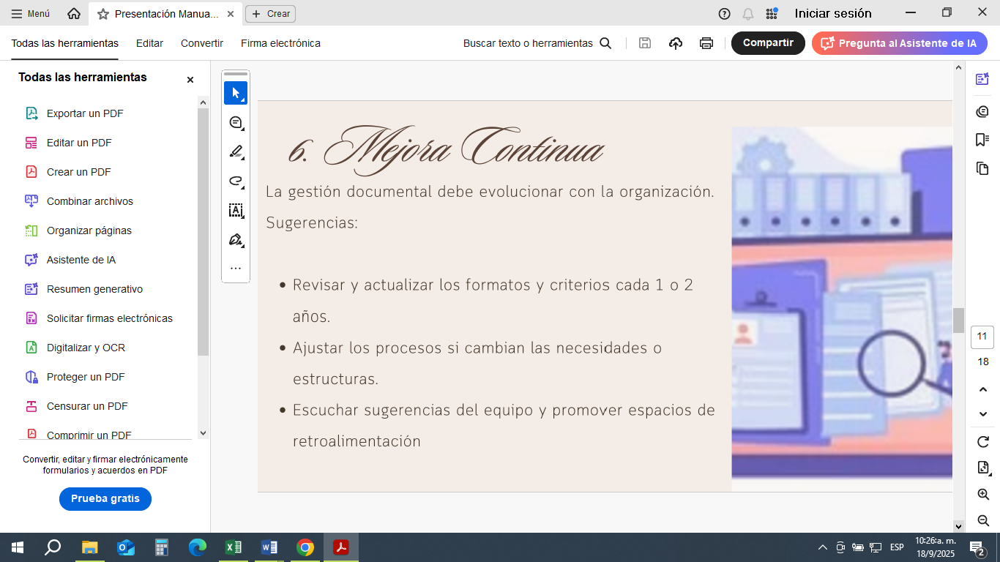 Menú
Presentación Manua...
Crear
Iniciar sesión
Todas las herramientas
Editar
Convertir
Firma electrónica
Buscar texto o herramientas
Compartir
Pregunta al Asistente de IA
Todas las herramientas
Exportar un PDF
Editar un PDF
Crear un PDF
Combinar archivos
Organizar páginas
Asistente de IA
Resumen generativo
Solicitar firmas electrónicas
Digitalizar y OCR
Proteger un PDF
Censurar un PDF
Comprimir un PDF
Convertir, editar y firmar electrónicamente
formularios y acuerdos en PDF
Prueba gratis
6. Mejora Continua
La gestión documental debe evolucionar con la organización.
Sugerencias:
• Revisar y actualizar los formatos y criterios cada 1 o 2
años.
• Ajustar los procesos si cambian las necesidades o
estructuras.
• Escuchar sugerencias del equipo y promover espacios de
retroalimentación
11
18
ESP
10:26:a. m.
18/9/2025
2